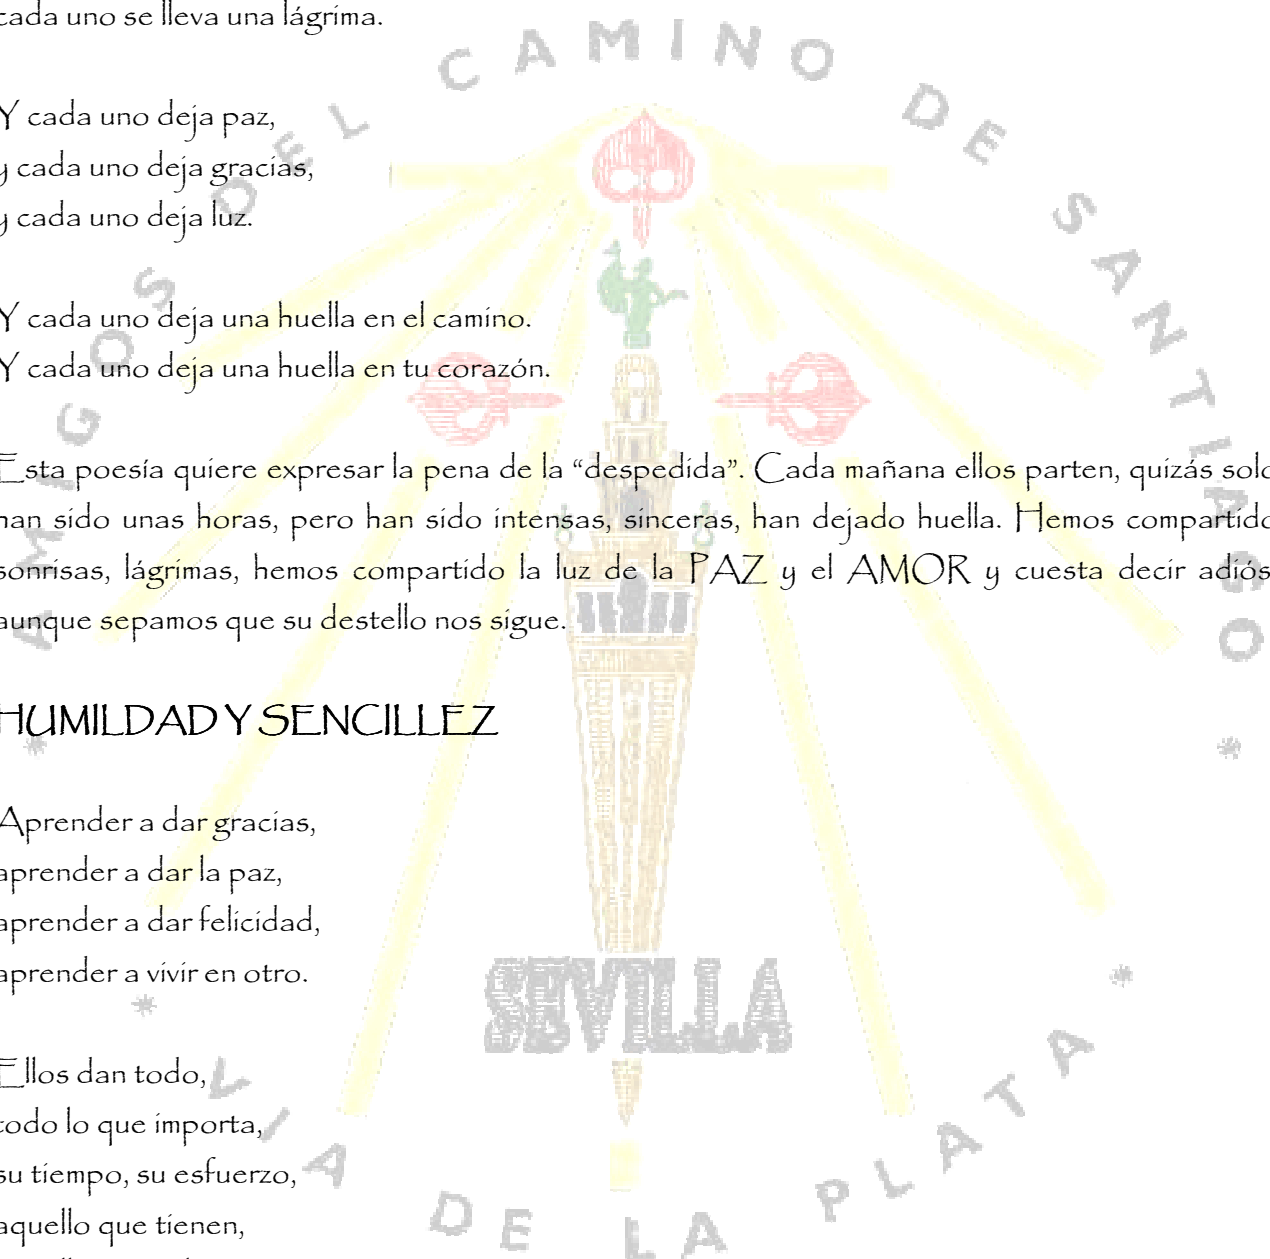 cada uno se lleva una lágrima.
Y cada uno deja paz,
y cada uno deja gracias,
y cada uno deja luz.
Y cada uno deja una huella en el camino.
Y cada uno deja una huella en tu corazón.
Esta poesía quiere expresar la pena de la “despedida”. Cada mañana ellos parten, quizás solo
han sido unas horas, pero han sido intensas, sinceras, han dejado huella. Hemos compartido
sonrisas, lágrimas, hemos compartido la luz de la PAZ y el AMOR y cuesta decir adiós
aunque sepamos que su destello nos sigue.
HUMILDAD Y SENCILLEZ
Aprender a dar gracias,
aprender a dar la paz,
aprender a dar felicidad,
aprender a vivir en otro.
Ellos dan todo,
todo lo que importa,
su tiempo, su esfuerzo,
aquello que tienen,
AMIGOS DEL CAMINO DE SANTIAGO
SEVILLA
* VIA DE LA PLATA *